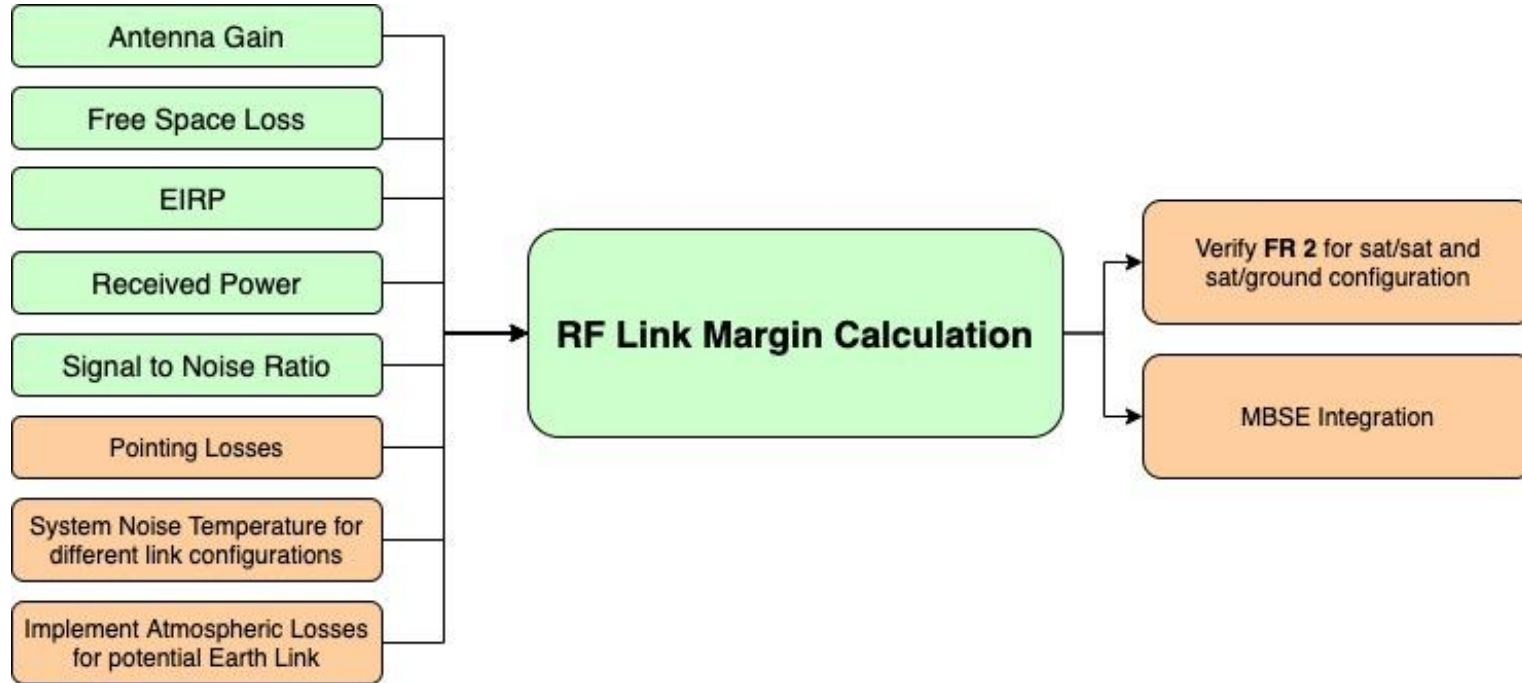 Antenna Gain
Free Space Loss
EIRP
Received Power
Signal to Noise Ratio
Pointing Losses
System Noise Temperature for
different link configurations
Implement Atmospheric Losses
for potential Earth Link
RF Link Margin Calculation
Verify FR 2 for sat/sat and
sat/ground configuration
MBSE Integration